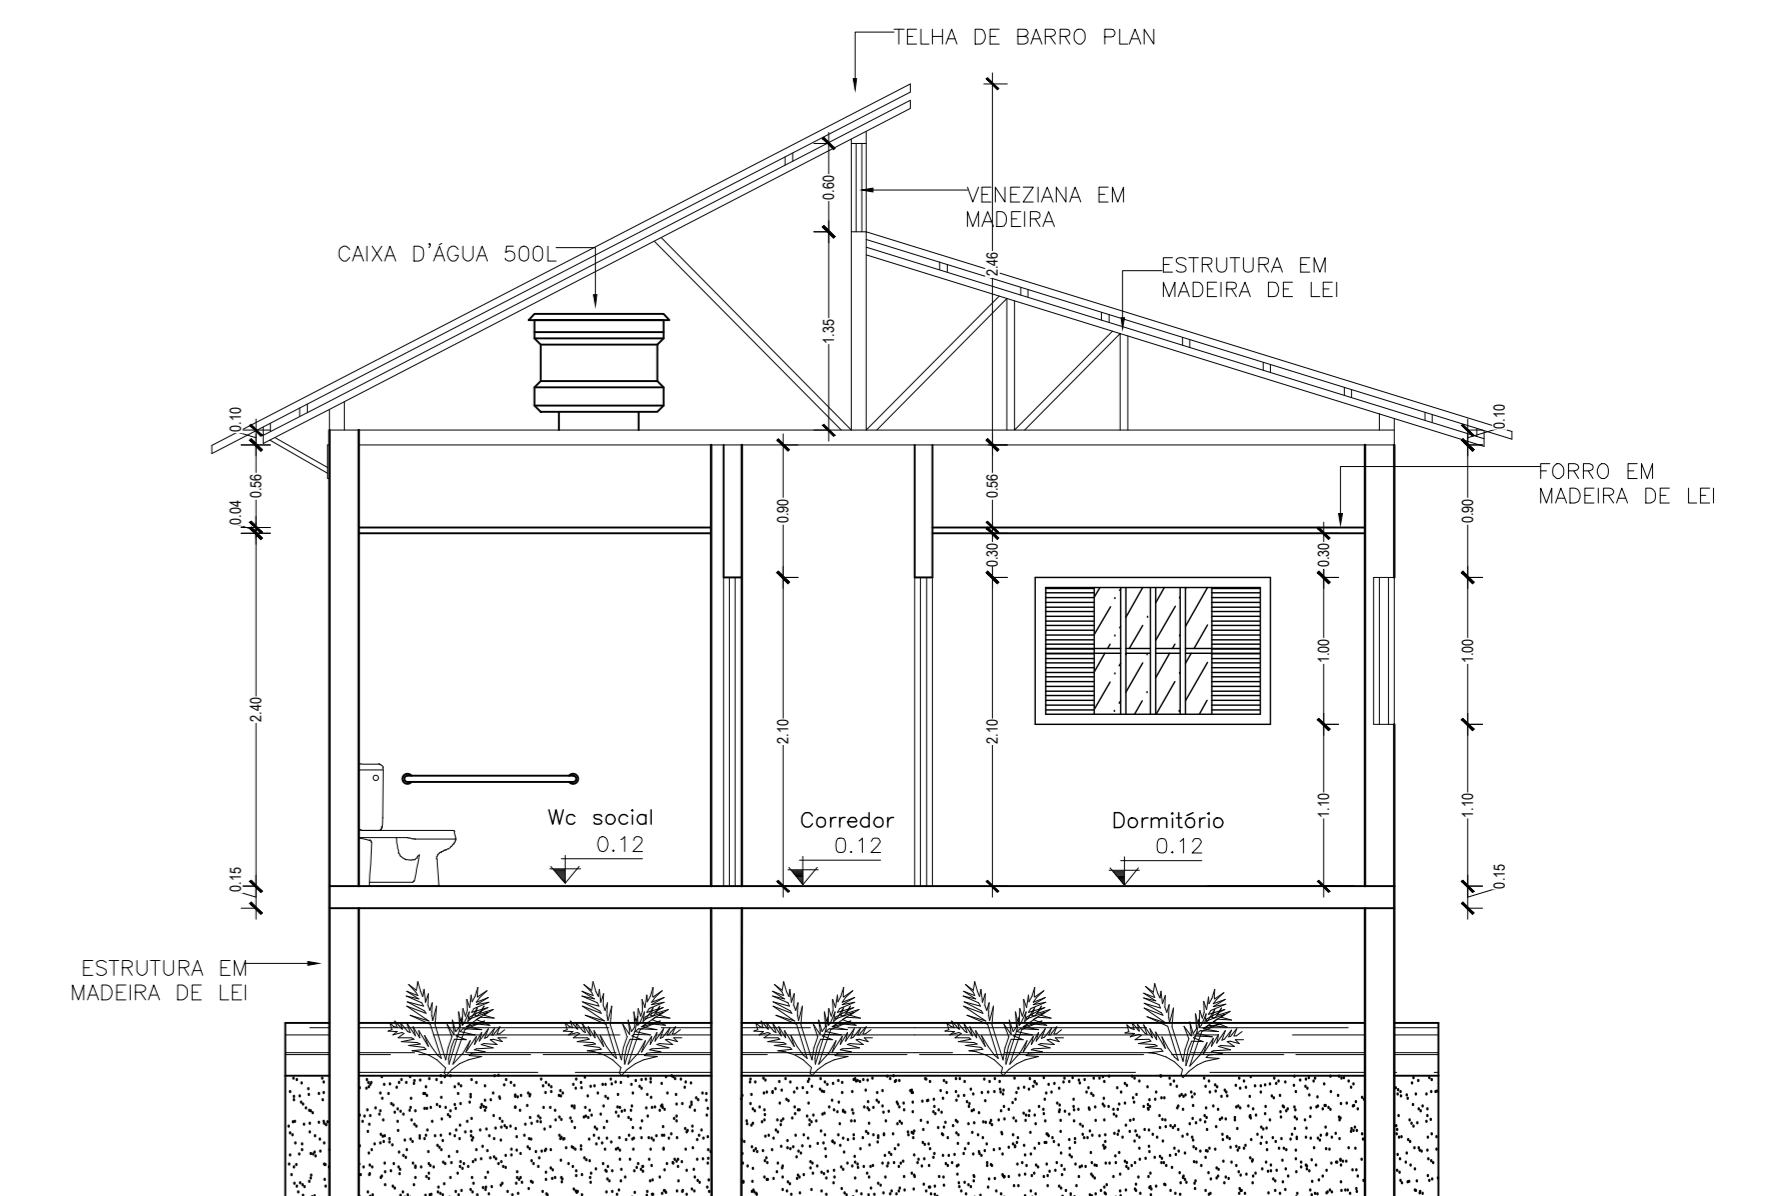 TELHA DE BARRO PLAN
VENEZIANA EM
MADEIRA
CAIXA D'ÁGUA 500L
ESTRUTURA EM
MADEIRA DE LEI
0.60
2.46
1.35
0.10
0.10
FORRO EM
MADEIRA DE LEI
0.56
0.04
0.90
0.56
0.30
0.30
0.90
2.40
2.10
2.10
1.00
1.00
1.10
1.10
Wc social
0.12
Corredor
0.12
Dormitório
0.12
0.15
0.15
ESTRUTURA EM
MADEIRA DE LEI